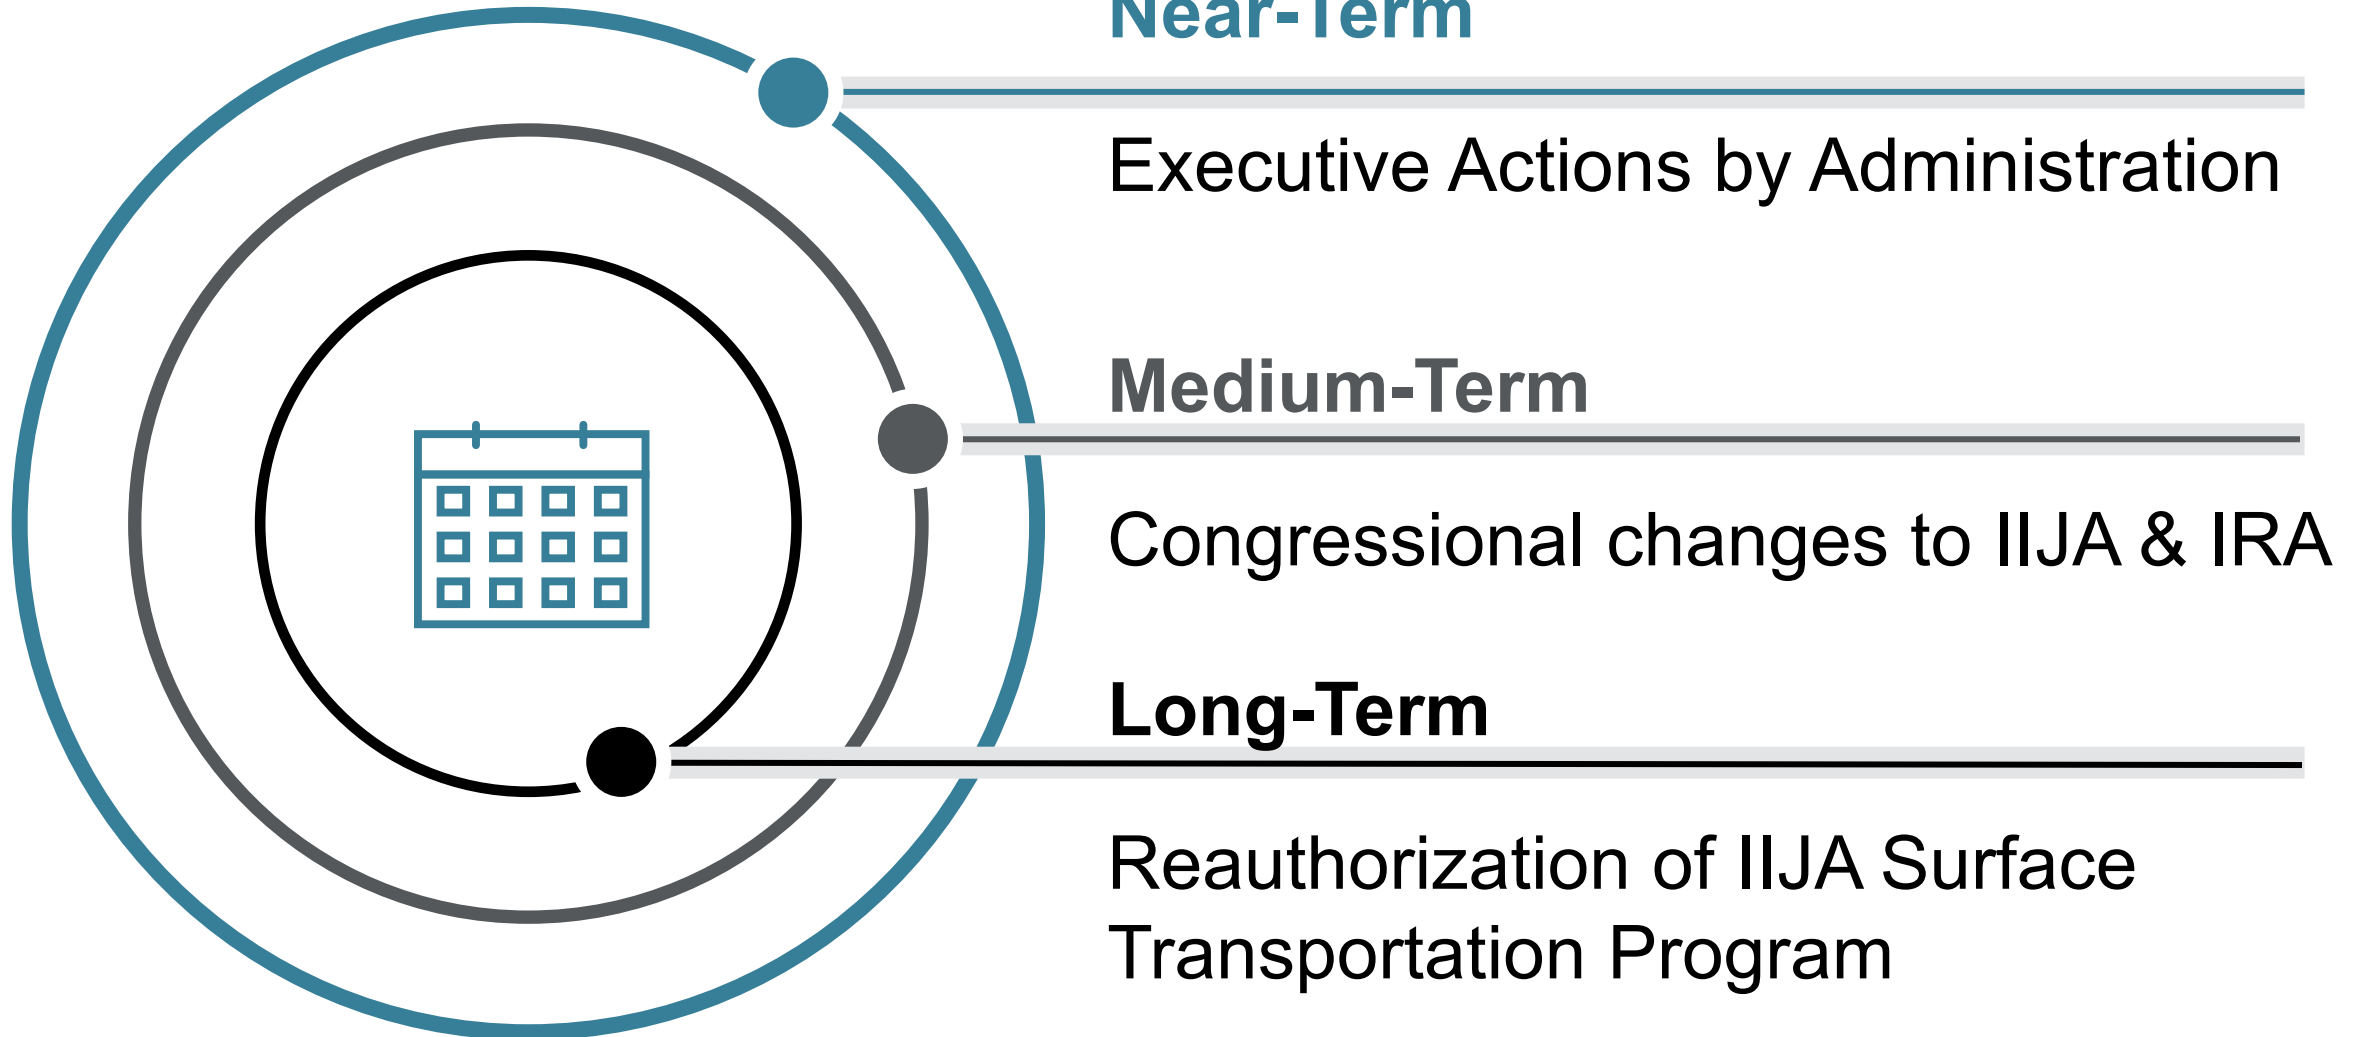 Near-Term
Executive Actions by Administration
Medium-Term
Congressional changes to IIJA & IRA
Long-Term
Reauthorization of IIJA Surface
Transportation Program